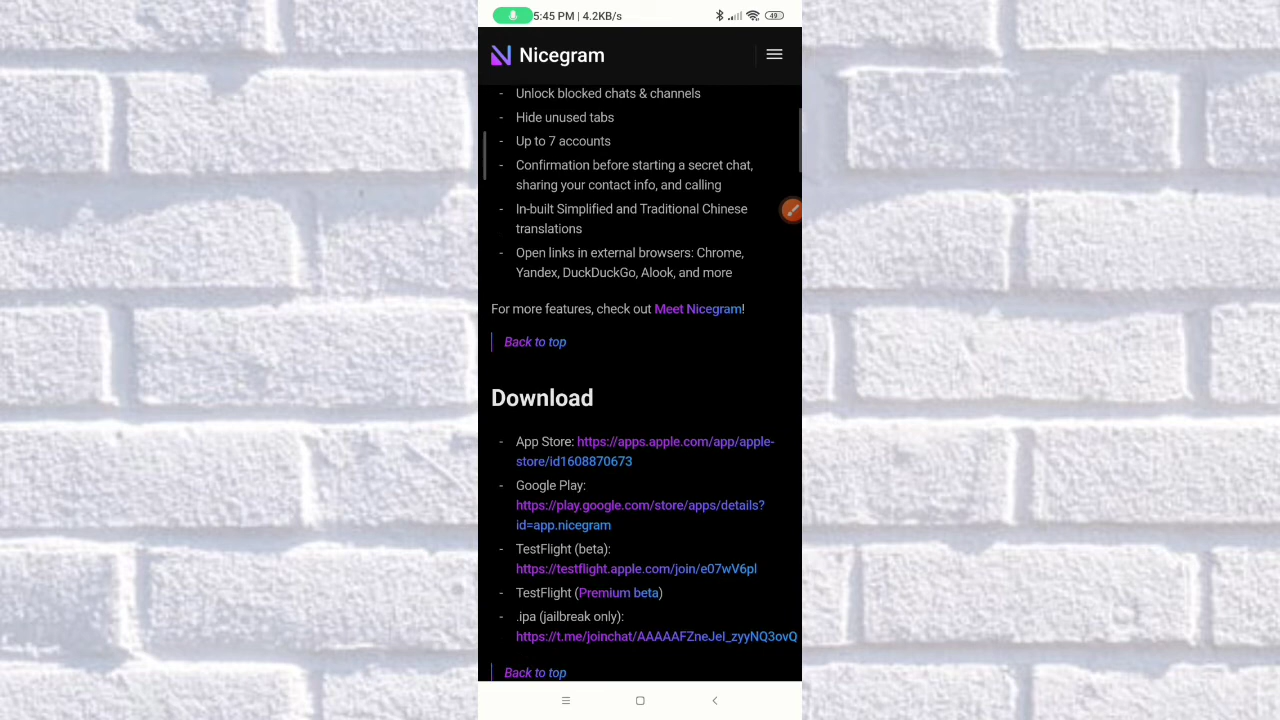 5:45 PM | 4.2KB/s
49
Nicegram
- Unlock blocked chats & channels
- Hide unused tabs
- Up to 7 accounts
- Confirmation before starting a secret chat,
sharing your contact info, and calling
- In-built Simplified and Traditional Chinese
translations
- Open links in external browsers: Chrome,
Yandex, DuckDuckGo, Alook, and more
For more features, check out Meet Nicegram!
Back to top
Download
- App Store: https://apps.apple.com/app/apple-
store/id1608870673
- Google Play:
https://play.google.com/store/apps/details?
id=app.nicegram
- TestFlight (beta):
https://testflight.apple.com/join/e07wV6pl
- TestFlight (Premium beta)
- .ipa (jailbreak only):
https://t.me/joinchat/AAAAAFZneJel_zyyNQ3ovQ
Back to top